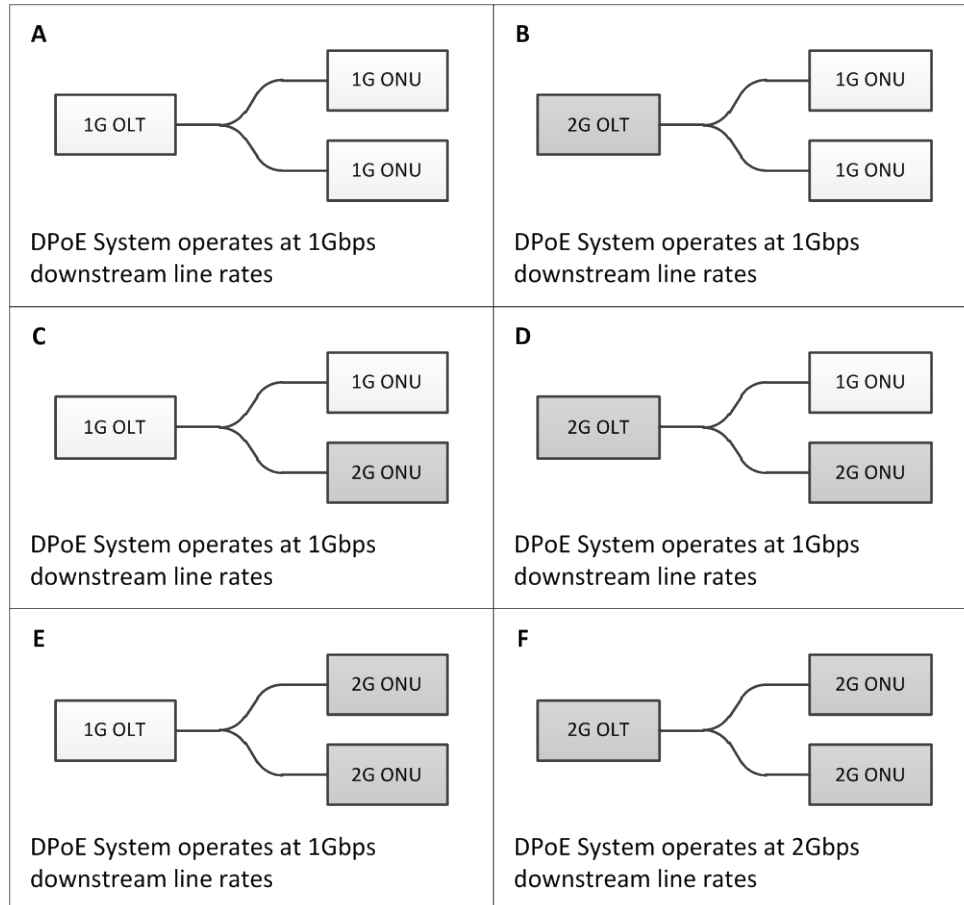 A
1G OLT
1G ONU
1G ONU
DPoE System operates at 1Gbps
downstream line rates
B
2G OLT
1G ONU
1G ONU
DPoE System operates at 1Gbps
downstream line rates
C
1G OLT
1G ONU
2G ONU
DPoE System operates at 1Gbps
downstream line rates
D
2G OLT
1G ONU
2G ONU
DPoE System operates at 1Gbps
downstream line rates
E
1G OLT
2G ONU
2G ONU
DPoE System operates at 1Gbps
downstream line rates
F
2G OLT
2G ONU
2G ONU
DPoE System operates at 2Gbps
downstream line rates